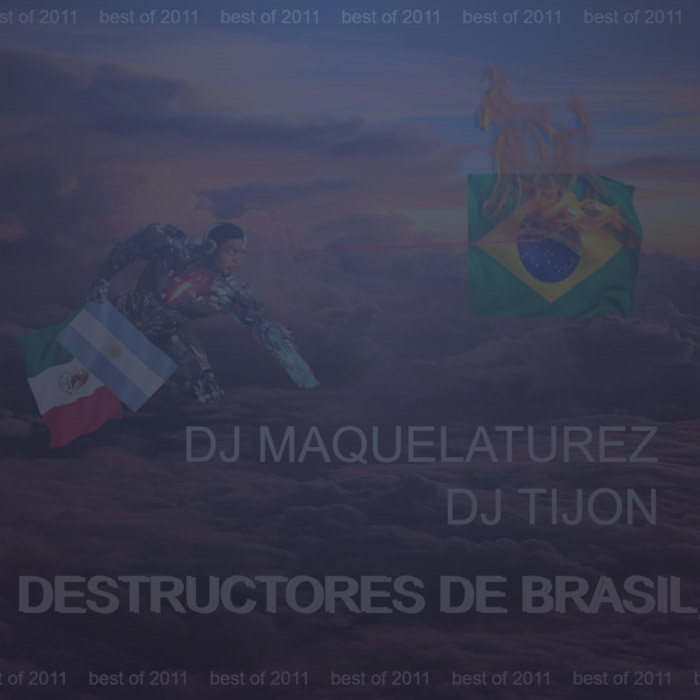 st of 2011 best of 2011 best of 2011 best of 2011 best of 2011 best of 2011
DJ MAQUELATUREZ
DJ TIJON
DESTRUCTORES DE BRASIL
t of 2011 best of 2011 best of 2011 best of 2011 best of 2011 best of 2011